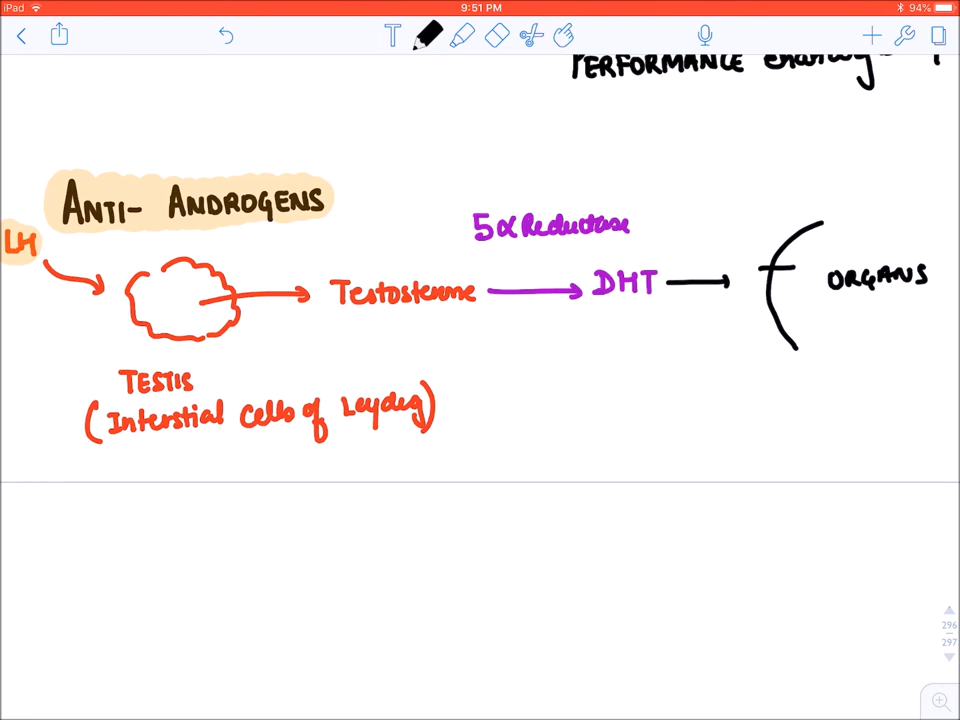 iPad 9:51 PM 94%
T
PERFORMANCE
ANTI- ANDROGENS
LH
5α Reductase
Testosterone
DHT
ORGANS
TESTIS
(Interstial Cells of Leydig)
296
297